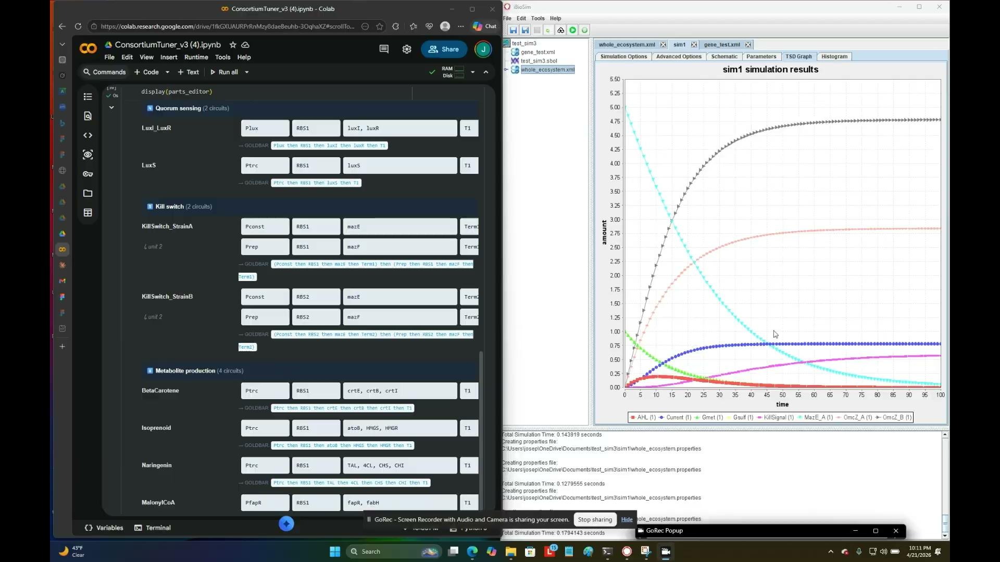 ConsortiumTuner_v3 (4).ipynb - Colab
https://colab.research.google.com/drive/1fkGXUAURPrRnMzy8daeBeuhb-3OqhaXZ#scrollTo...
Chat
ConsortiumTuner_v3 (4).ipynb
File Edit View Insert Runtime Tools Help
Share
J
Commands + Code + Text Run all
RAM
Disk
[39]
0s
display(parts_editor)
Quorum sensing (2 circuits)
LuxI_LuxR Plux RBS1 luxI, luxR T1
→ GOLDBAR Plux then RBS1 then luxI then luxR then T1
LuxS Ptrc RBS1 luxS T1
→ GOLDBAR Ptrc then RBS1 then luxS then T1
5 Kill switch (2 circuits)
KillSwitch_StrainA Pconst RBS1 mazE Term1
unit 2 Prep RBS1 mazF Term1
→ GOLDBAR (Pconst then RBS1 then mazE then Term1) then (Prep then RBS1 then mazF then
Term1)
KillSwitch_StrainB Pconst RBS2 mazE Term2
unit 2 Prep RBS2 mazF Term2
→ GOLDBAR (Pconst then RBS2 then mazE then Term2) then (Prep then RBS2 then mazF then
Term2)
Metabolite production (4 circuits)
BetaCarotene Ptrc RBS1 crtE, crtB, crtI T1
→ GOLDBAR Ptrc then RBS1 then crtE then crtB then crtI then T1
Isoprenoid Ptrc RBS1 atoB, HMGS, HMGR T1
→ GOLDBAR Ptrc then RBS1 then atoB then HMGS then HMGR then T1
Naringenin Ptrc RBS1 TAL, 4CL, CHS, CHI T1
→ GOLDBAR Ptrc then RBS1 then TAL then 4CL then CHS then CHI then T1
MalonylCoA PfapR RBS1 fapR, fabH T1
Variables Terminal
iBioSim
File Edit Tools Help
test_sim3
gene_test.xml
test_sim3.sbol
whole_ecosystem.xml
whole_ecosystem.xml sim1 gene_test.xml
Simulation Options Advanced Options Schematic Parameters TSD Graph Histogram
sim1 simulation results
amount
5.50
5.25
5.00
4.75
4.50
4.25
4.00
3.75
3.50
3.25
3.00
2.75
2.50
2.25
2.00
1.75
1.50
1.25
1.00
0.75
0.50
0.25
0.00
0 5 10 15 20 25 30 35 40 45 50 55 60 65 70 75 80 85 90 95 100
time
AHL (1) Current (1) Gmet (1) Gsulf (1) KillSignal (1) MazE_A (1) OmcZ_A (1) OmcZ_B (1)
Total Simulation Time: 0.143919 seconds
Creating properties file:
C:\Users\josep\OneDrive\Documents\test_sim3\sim1\whole_ecosystem.properties
Creating properties file:
C:\Users\josep\OneDrive\Documents\test_sim3\sim1\whole_ecosystem.properties
Total Simulation Time: 0.1279555 seconds
Creating properties file:
C:\Users\josep\OneDrive\Documents\test_sim3\sim1\whole_ecosystem.properties
whole_ecosystem.properties
Total Simulation Time: 0.1794143 seconds
GoRec - Screen Recorder with Audio and Camera is sharing your screen. Stop sharing Hide
GoRec Popup
43°F
Clear
Search
15
10:11 PM
4/21/2026